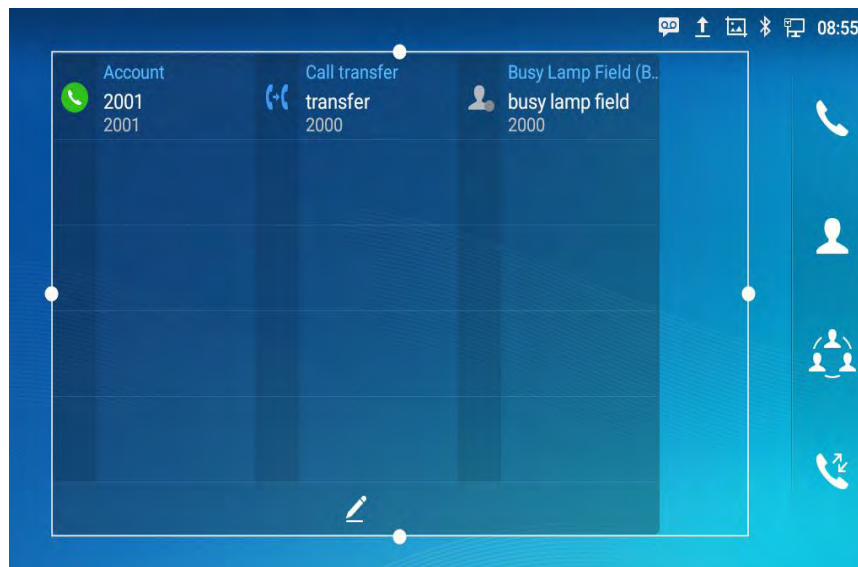 08:55
Account
2001
2001
Call transfer
transfer
2000
Busy Lamp Field (B..
busy lamp field
2000